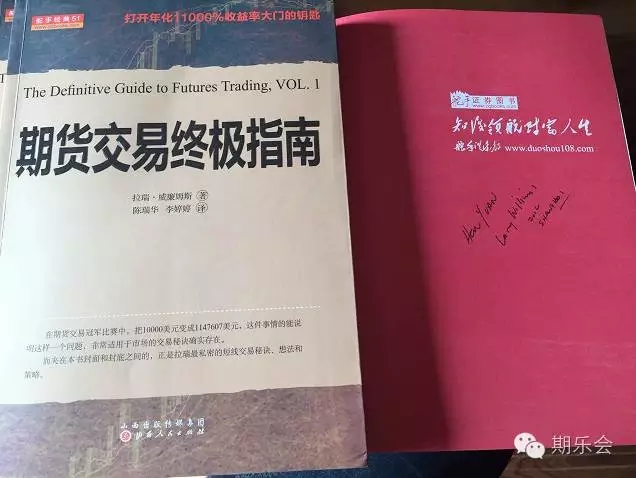 舵手经典51
打开年化11000%收益率大门的钥匙
The Definitive Guide to Futures Trading, VOL. 1
期货交易终极指南
拉瑞·威廉姆斯 著
陈瑞华 李婷婷 译
在期货交易冠军比赛中，把10000美元变成1147607美元，这件事情的能说
明这样一个问题，非常适用于市场的交易秘诀确实存在。
而夹在本书封面和封底之间的，正是拉瑞最私密的短线交易秘诀、想法和
策略。
山西出版传媒集团
山西人民出版社
舵手证券图书
www.zqbooks.com
知识领航财富人生
www.duoshou108.com
Larry Williams
期乐会